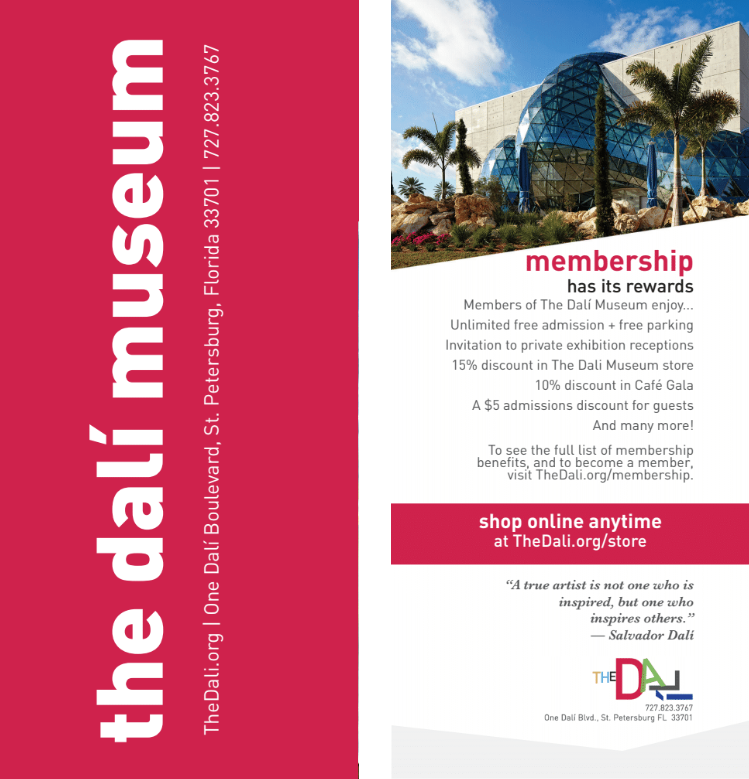 the dalí museum
TheDali.org | One Dalí Boulevard, St. Petersburg, Florida 33701 | 727.823.3767
membership
has its rewards
Members of The Dalí Museum enjoy...
Unlimited free admission + free parking
Invitation to private exhibition receptions
15% discount in The Dali Museum store
10% discount in Café Gala
A $5 admissions discount for guests
And many more!
To see the full list of membership
benefits, and to become a member,
visit TheDali.org/membership.
shop online anytime
at TheDali.org/store
“A true artist is not one who is
inspired, but one who
inspires others.”
— Salvador Dalí
THE DALÍ
727.823.3767
One Dalí Blvd., St. Petersburg FL 33701